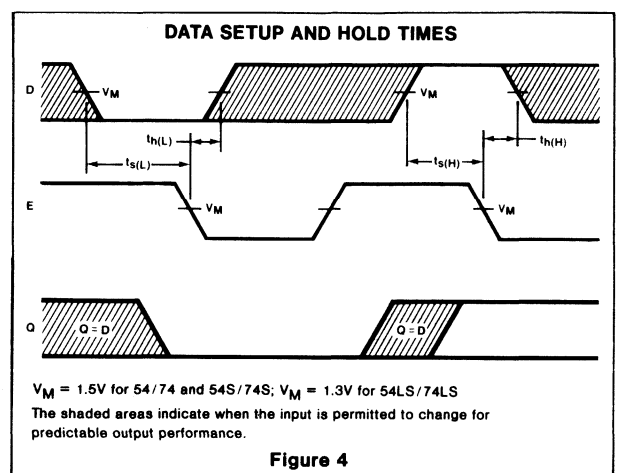 DATA SETUP AND HOLD TIMES
D
VM
VM
th(L)
th(H)
ts(L)
ts(H)
E
VM
VM
Q
Q = D
Q = D
VM = 1.5V for 54/74 and 54S/74S; VM = 1.3V for 54LS/74LS
The shaded areas indicate when the input is permitted to change for
predictable output performance.
Figure 4